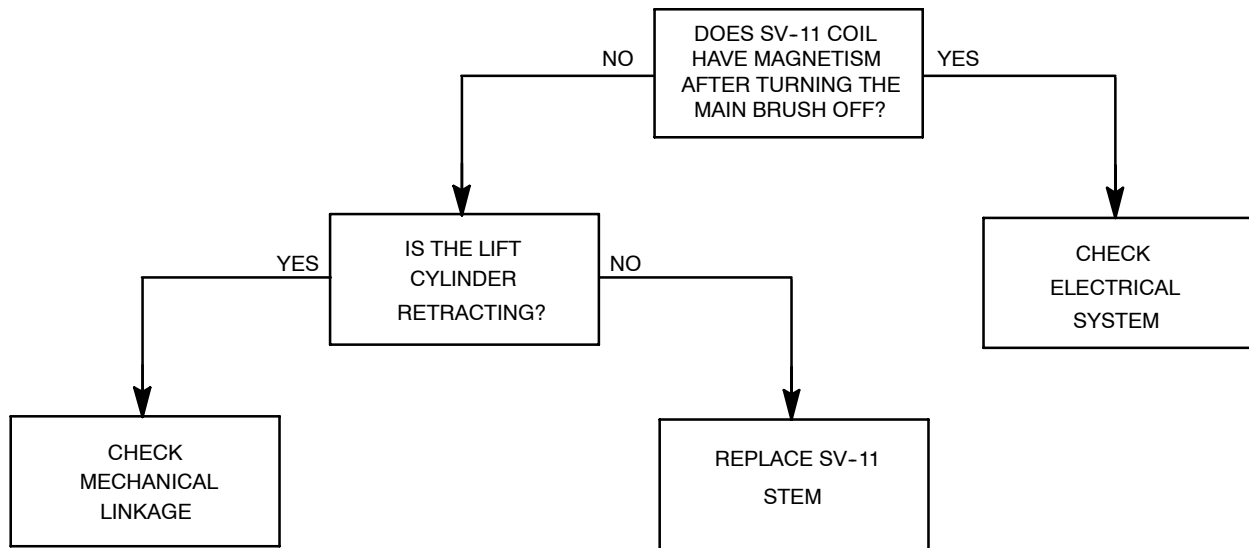 DOES SV-11 COIL
HAVE MAGNETISM
AFTER TURNING THE
MAIN BRUSH OFF?
NO
YES
IS THE LIFT
CYLINDER
RETRACTING?
YES
NO
CHECK
ELECTRICAL
SYSTEM
CHECK
MECHANICAL
LINKAGE
REPLACE SV-11
STEM